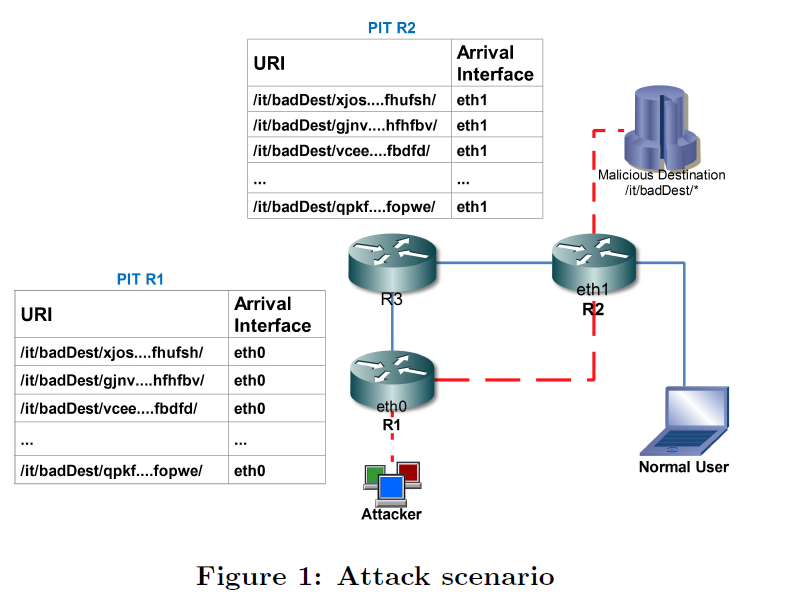 PIT R2
URI Arrival Interface
/it/badDest/xjos....fhufsh/ eth1
/it/badDest/gjnv....hfhfbv/ eth1
/it/badDest/vcee....fbdfd/ eth1
... ...
/it/badDest/qpkf....fopwe/ eth1
Malicious Destination
/it/badDest/*
PIT R1
URI Arrival Interface
/it/badDest/xjos....fhufsh/ eth0
/it/badDest/gjnv....hfhfbv/ eth0
/it/badDest/vcee....fbdfd/ eth0
... ...
/it/badDest/qpkf....fopwe/ eth0
R3
eth1
R2
eth0
R1
Normal User
Attacker
Figure 1: Attack scenario